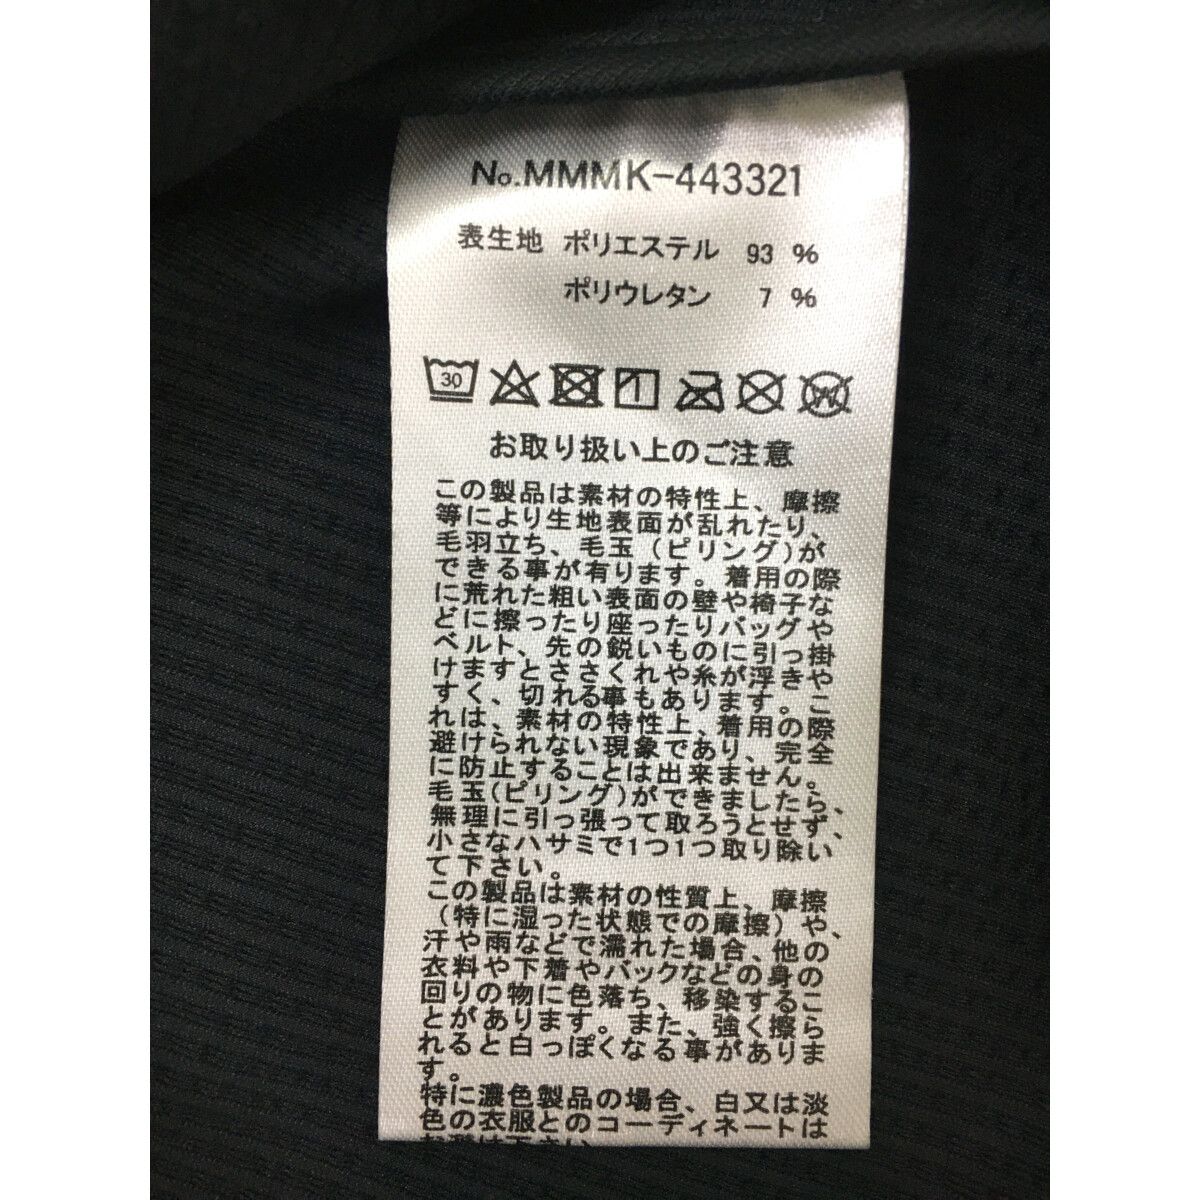 No.MMMK-443321
表生地 ポリエステル 93 %
ポリウレタン 7 %
30
W
お取り扱い上のご注意
この製品は素材の特性上、摩擦
等により生地表面が乱れたり、
毛羽立ち、毛玉(ピリング)が
できる事が有ります。着用の際
に荒れた粗い表面の壁や椅子な
どに擦ったり座ったりバッグや
ベルト、先の鋭いものに引っ掛
けますとささくれや糸が浮きや
すく、切れる事もあります。こ
れは、素材の特性上、着用の際
避けられない現象であり、完全
に防止することは出来ません。
毛玉(ピリング)ができましたら、
無理に引っ張って取ろうとせず、
小さなハサミで1つ1つ取り除い
て下さい。
この製品は素材の性質上、摩擦
(特に湿った状態での摩擦)や、
汗や雨などで濡れた場合、他の
衣料や下着やバックなどの身の
回りの物に色落ち、移染するこ
とがあります。また、強く擦ら
れると白っぽくなる事がありま
す。
特に濃色製品の場合、白又は淡
色の衣服とのコーディネートは